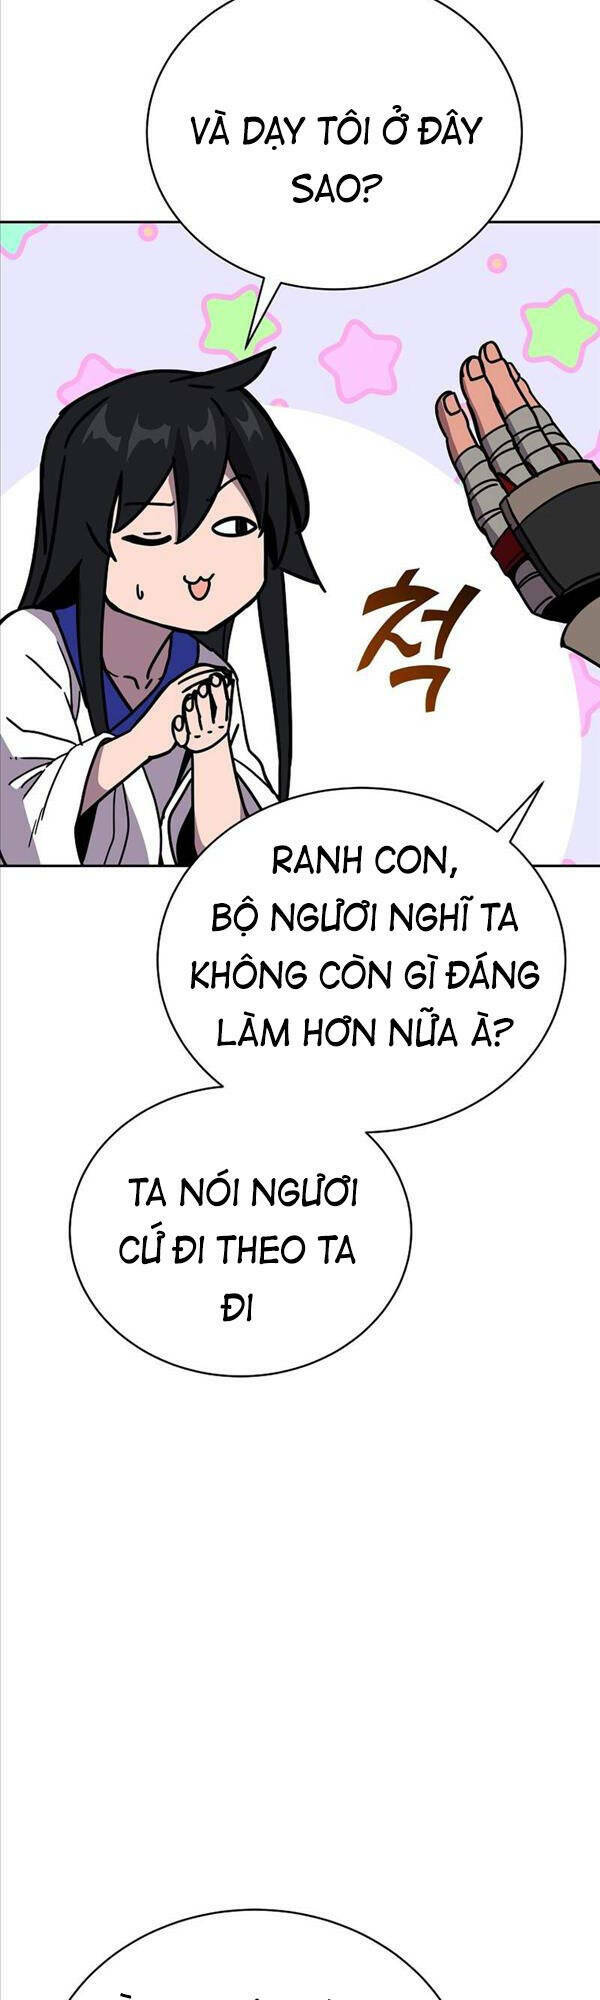 VÀ DẠY TÔI Ở ĐÂY
SAO?
척
RANH CON,
BỘ NGƯƠI NGHĨ TA
KHÔNG CÒN GÌ ĐÁNG
LÀM HƠN NỮA À?
TA NÓI NGƯƠI
CỨ ĐI THEO TA
ĐI